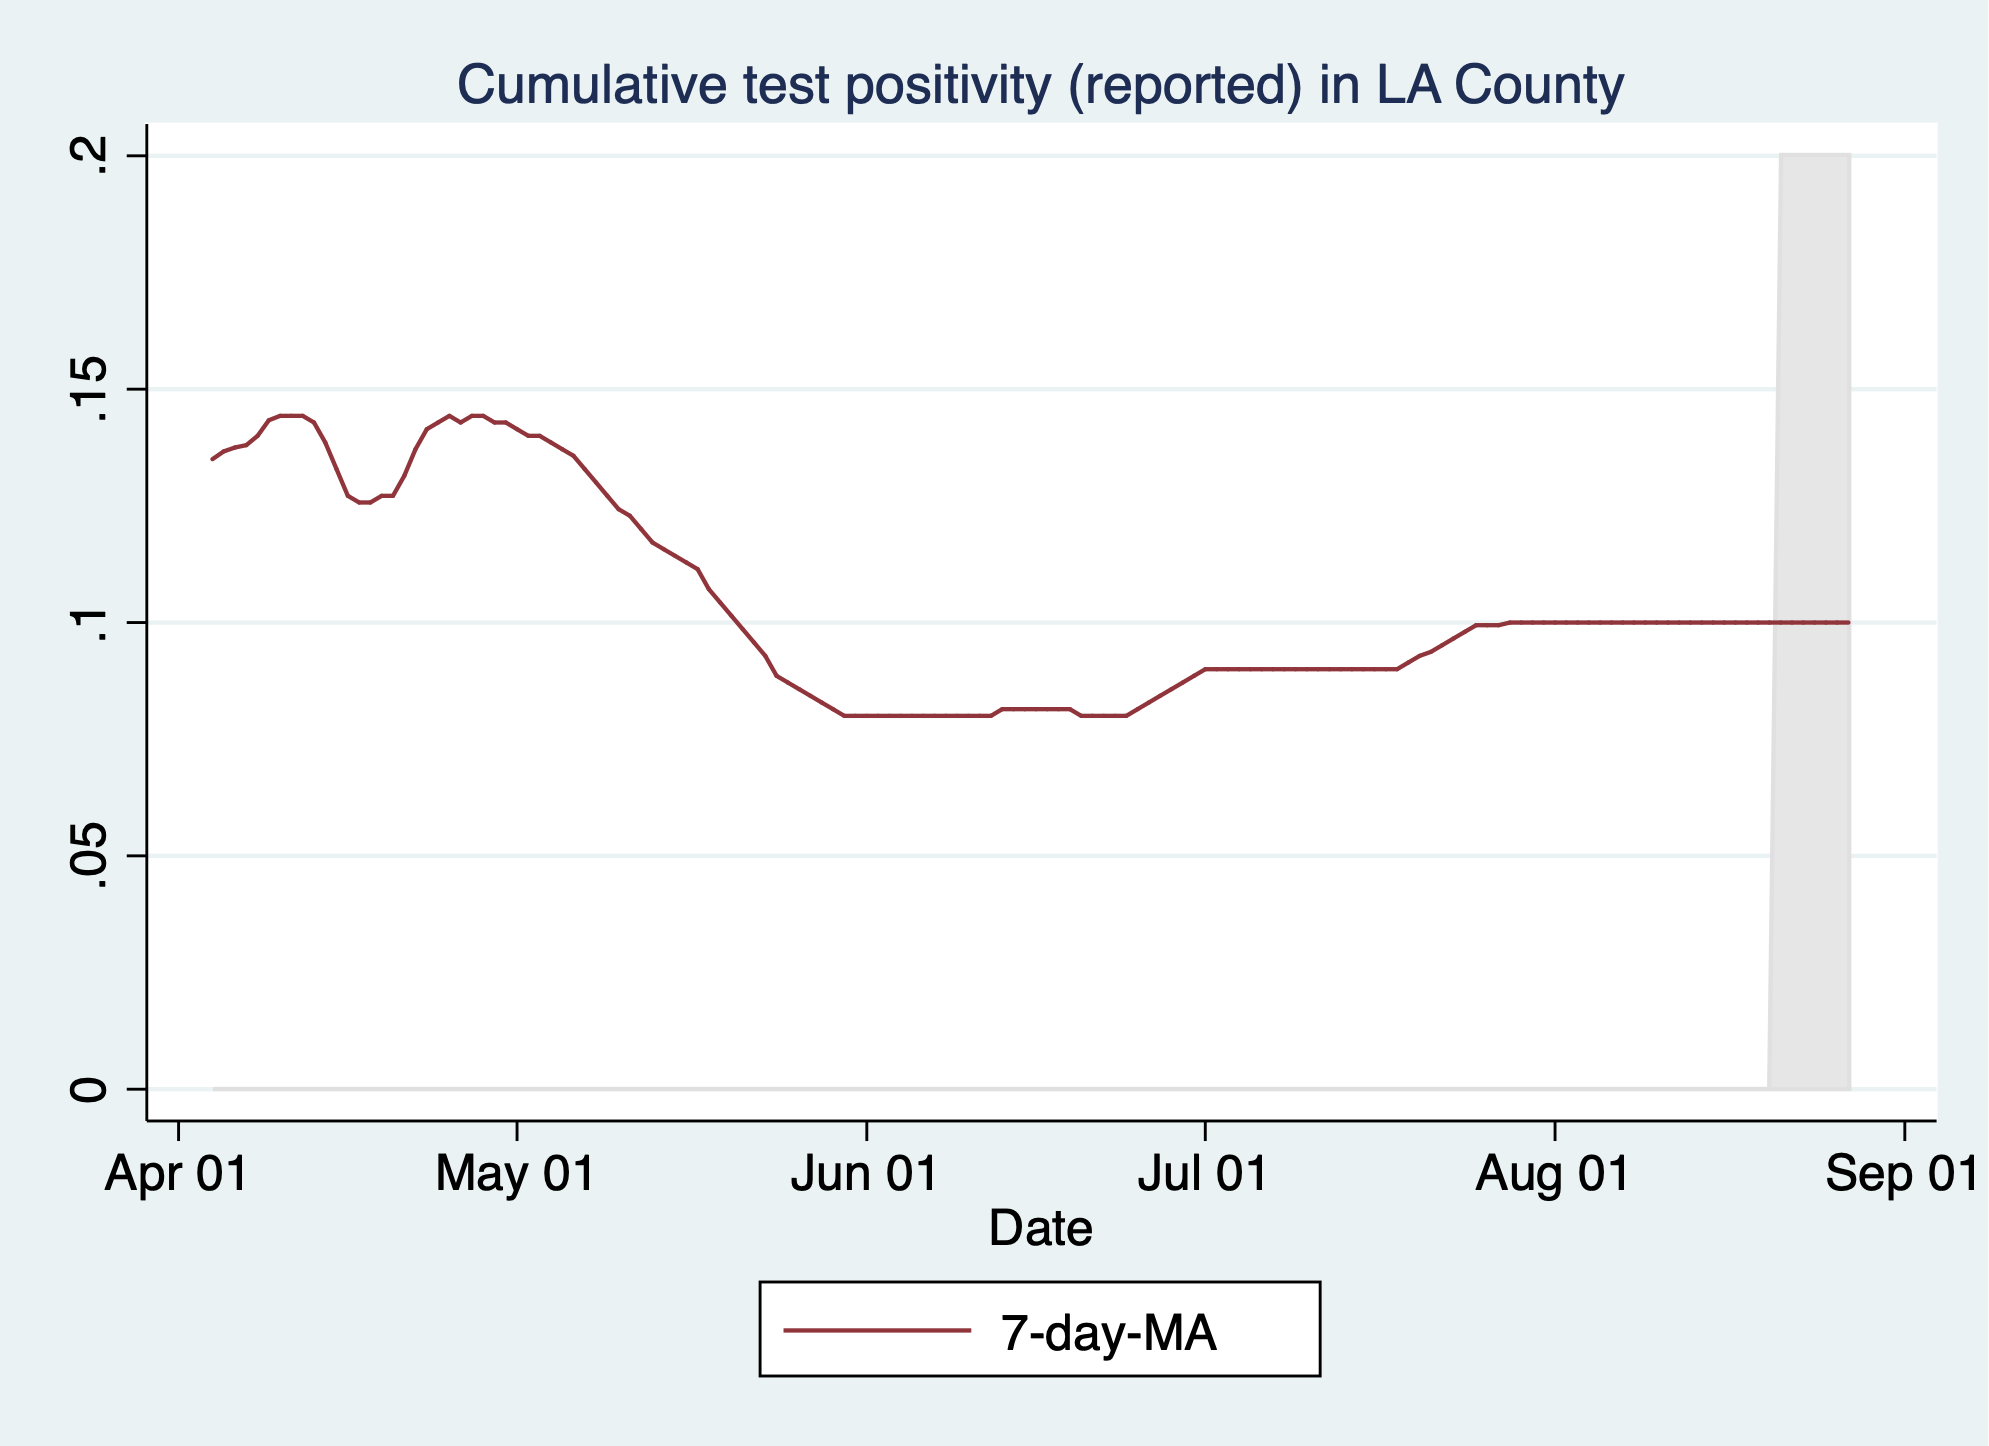 Cumulative test positivity (reported) in LA County
.2
.15
.1
.05
0
Apr 01 May 01 Jun 01 Jul 01 Aug 01 Sep 01
Date
7-day-MA